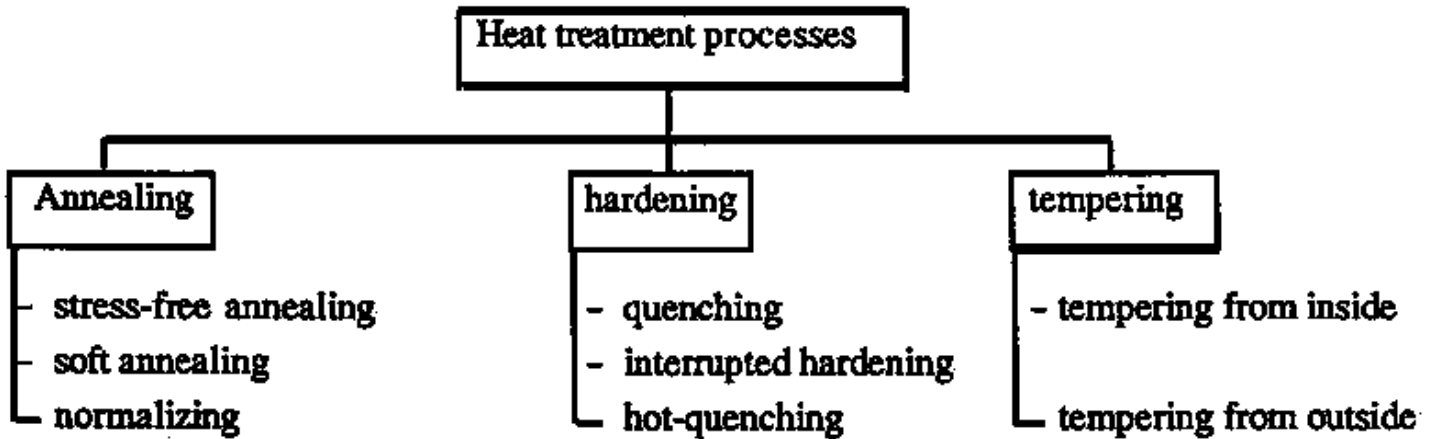 Heat treatment processes
Annealing
- stress-free annealing
- soft annealing
normalizing
hardening
- quenching
- interrupted hardening
hot-quenching
tempering
- tempering from inside
tempering from outside